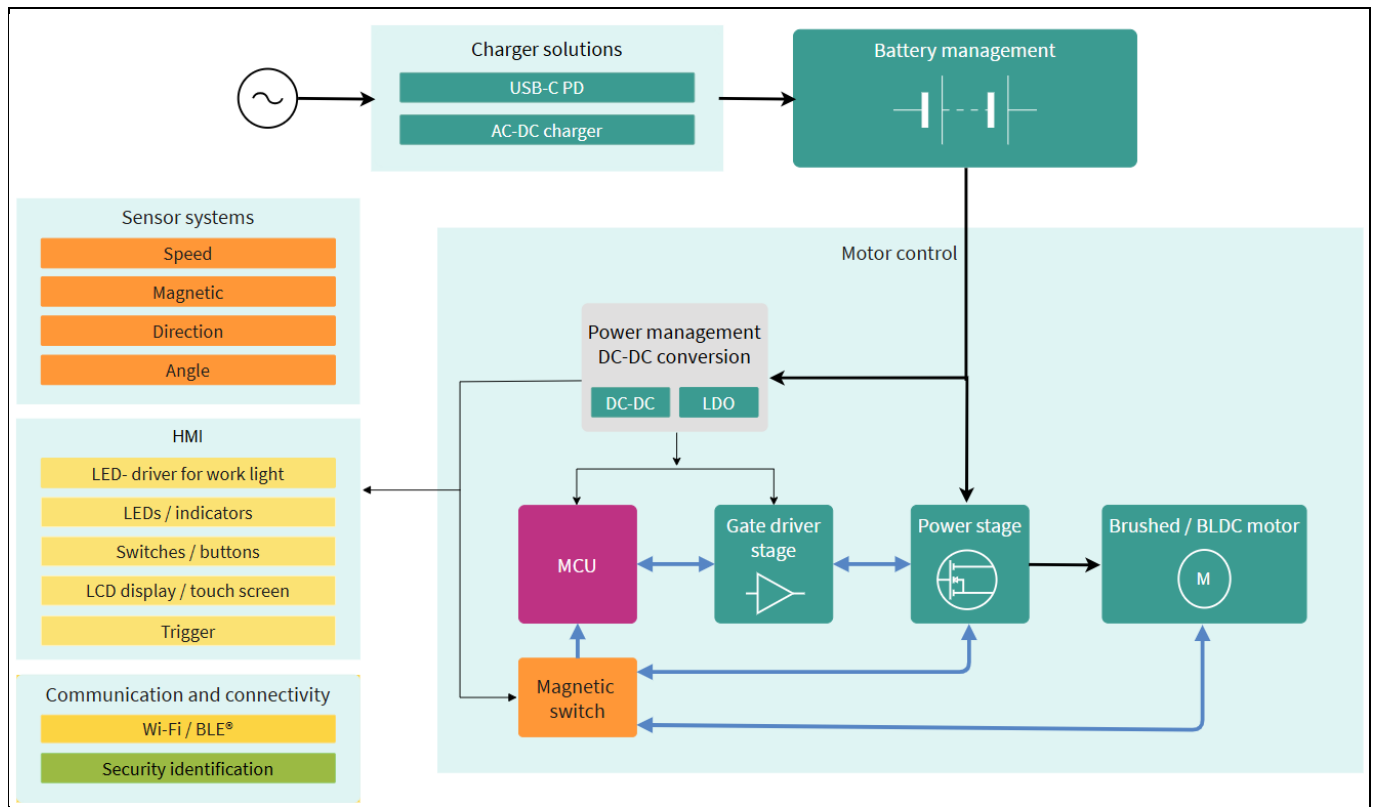 Charger solutions
USB-C PD
AC-DC charger
Battery management
Sensor systems
Speed
Magnetic
Direction
Angle
HMI
LED- driver for work light
LEDs / indicators
Switches / buttons
LCD display / touch screen
Trigger
Communication and connectivity
Wi-Fi / BLE®
Security identification
Motor control
Power management
DC-DC conversion
DC-DC
LDO
MCU
Gate driver
stage
Power stage
Brushed / BLDC motor
M
Magnetic
switch